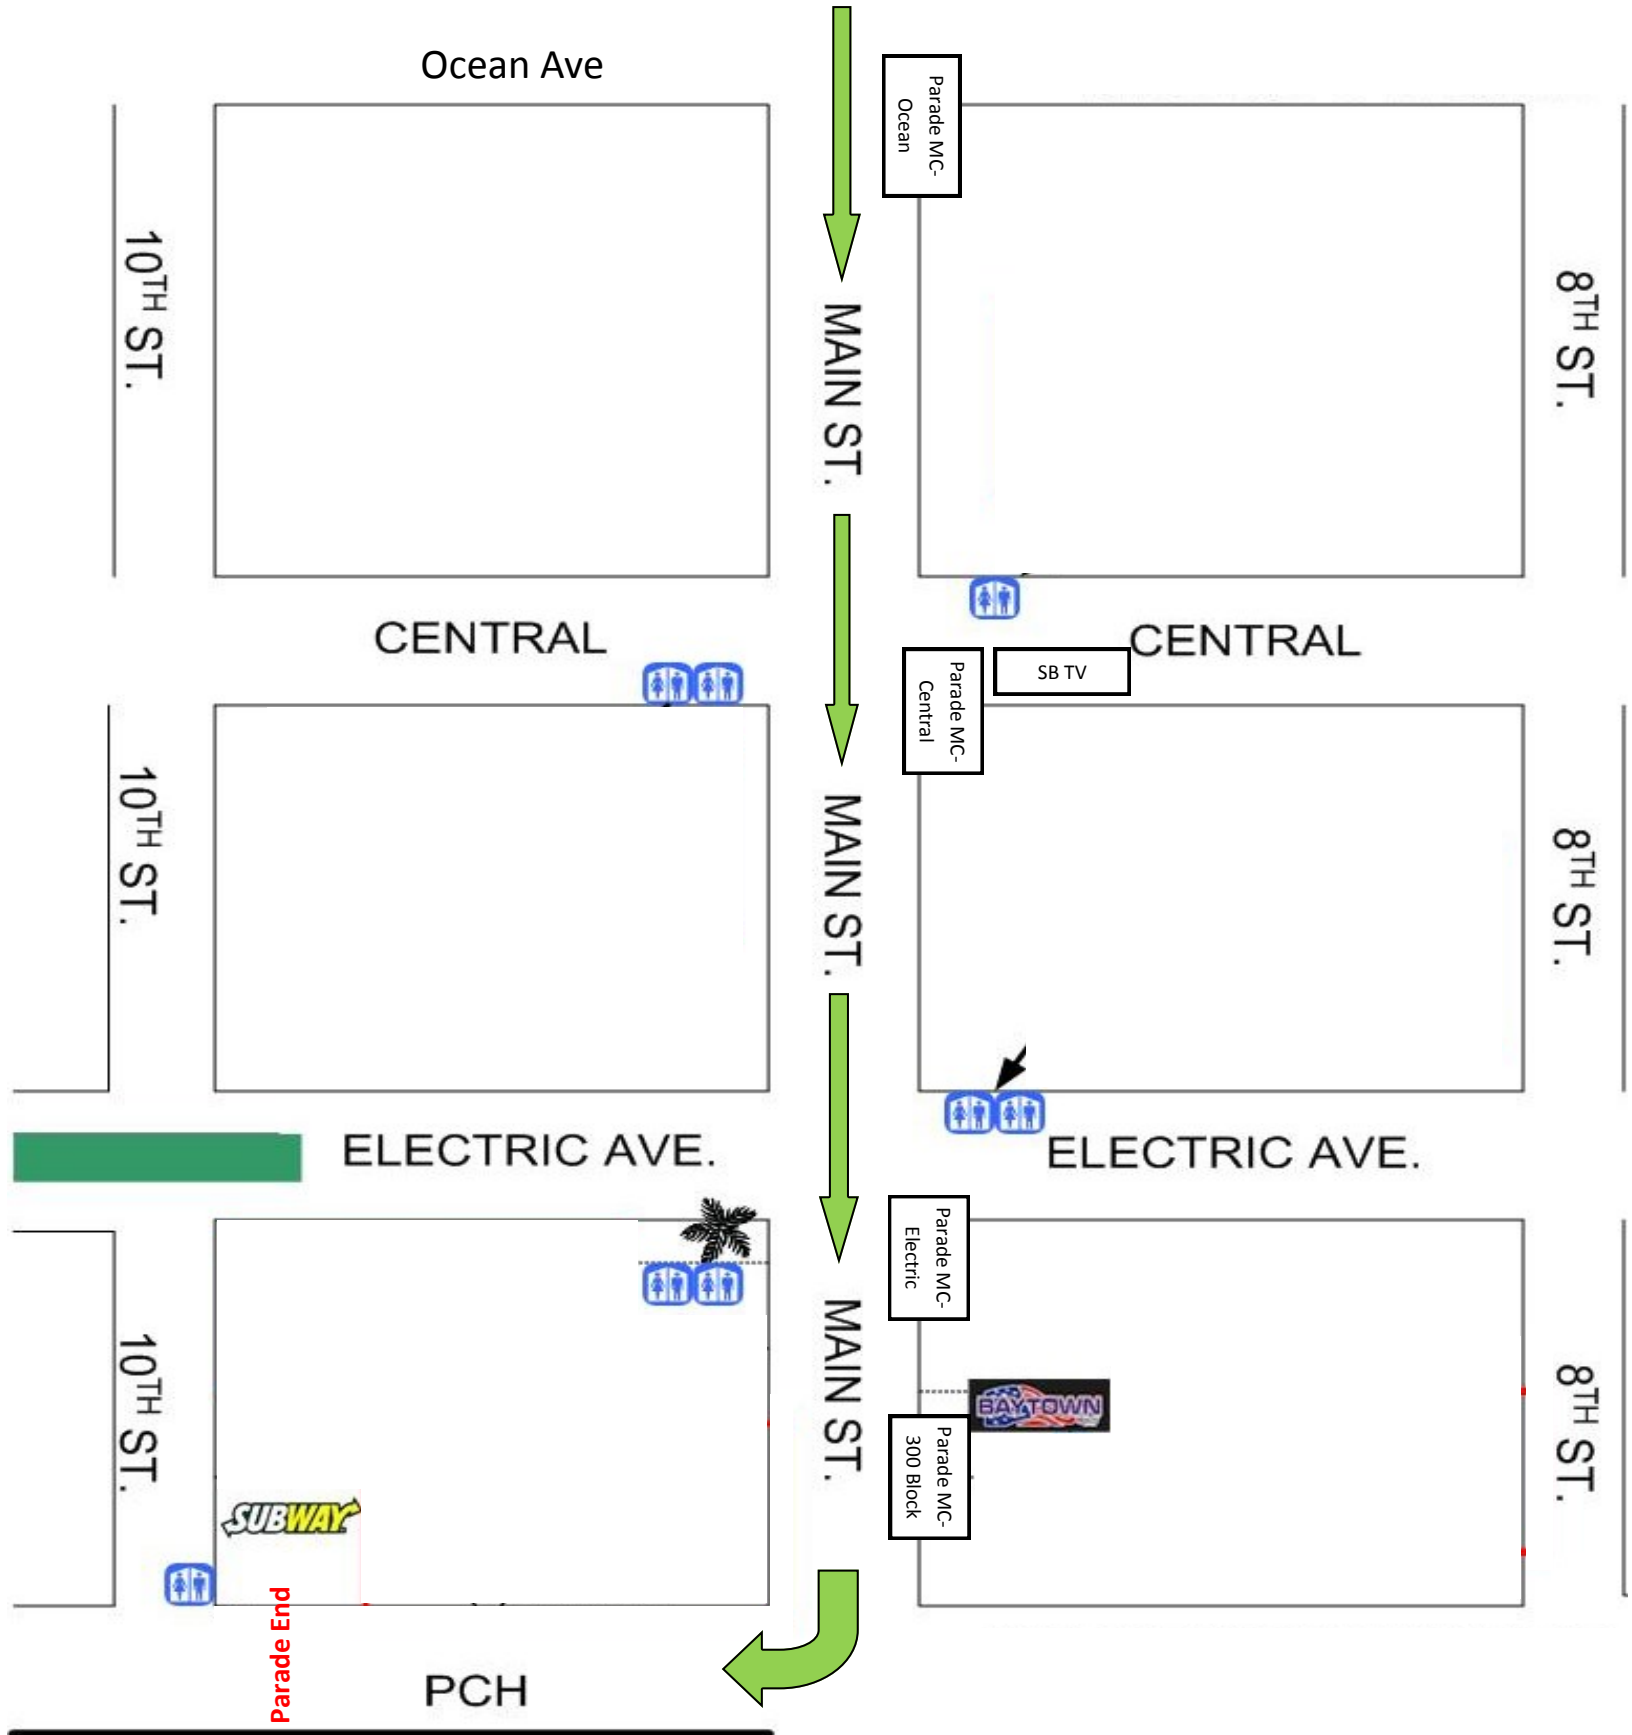 Ocean Ave
Parade MC-
Ocean
10TH ST.
MAIN ST.
8TH ST.
CENTRAL
CENTRAL
Parade MC-
Central
SB TV
10TH ST.
MAIN ST.
8TH ST.
ELECTRIC AVE.
ELECTRIC AVE.
Parade MC-
Electric
10TH ST.
MAIN ST.
8TH ST.
BAYTOWN
Parade MC-
300 Block
SUBWAY
Parade End
PCH